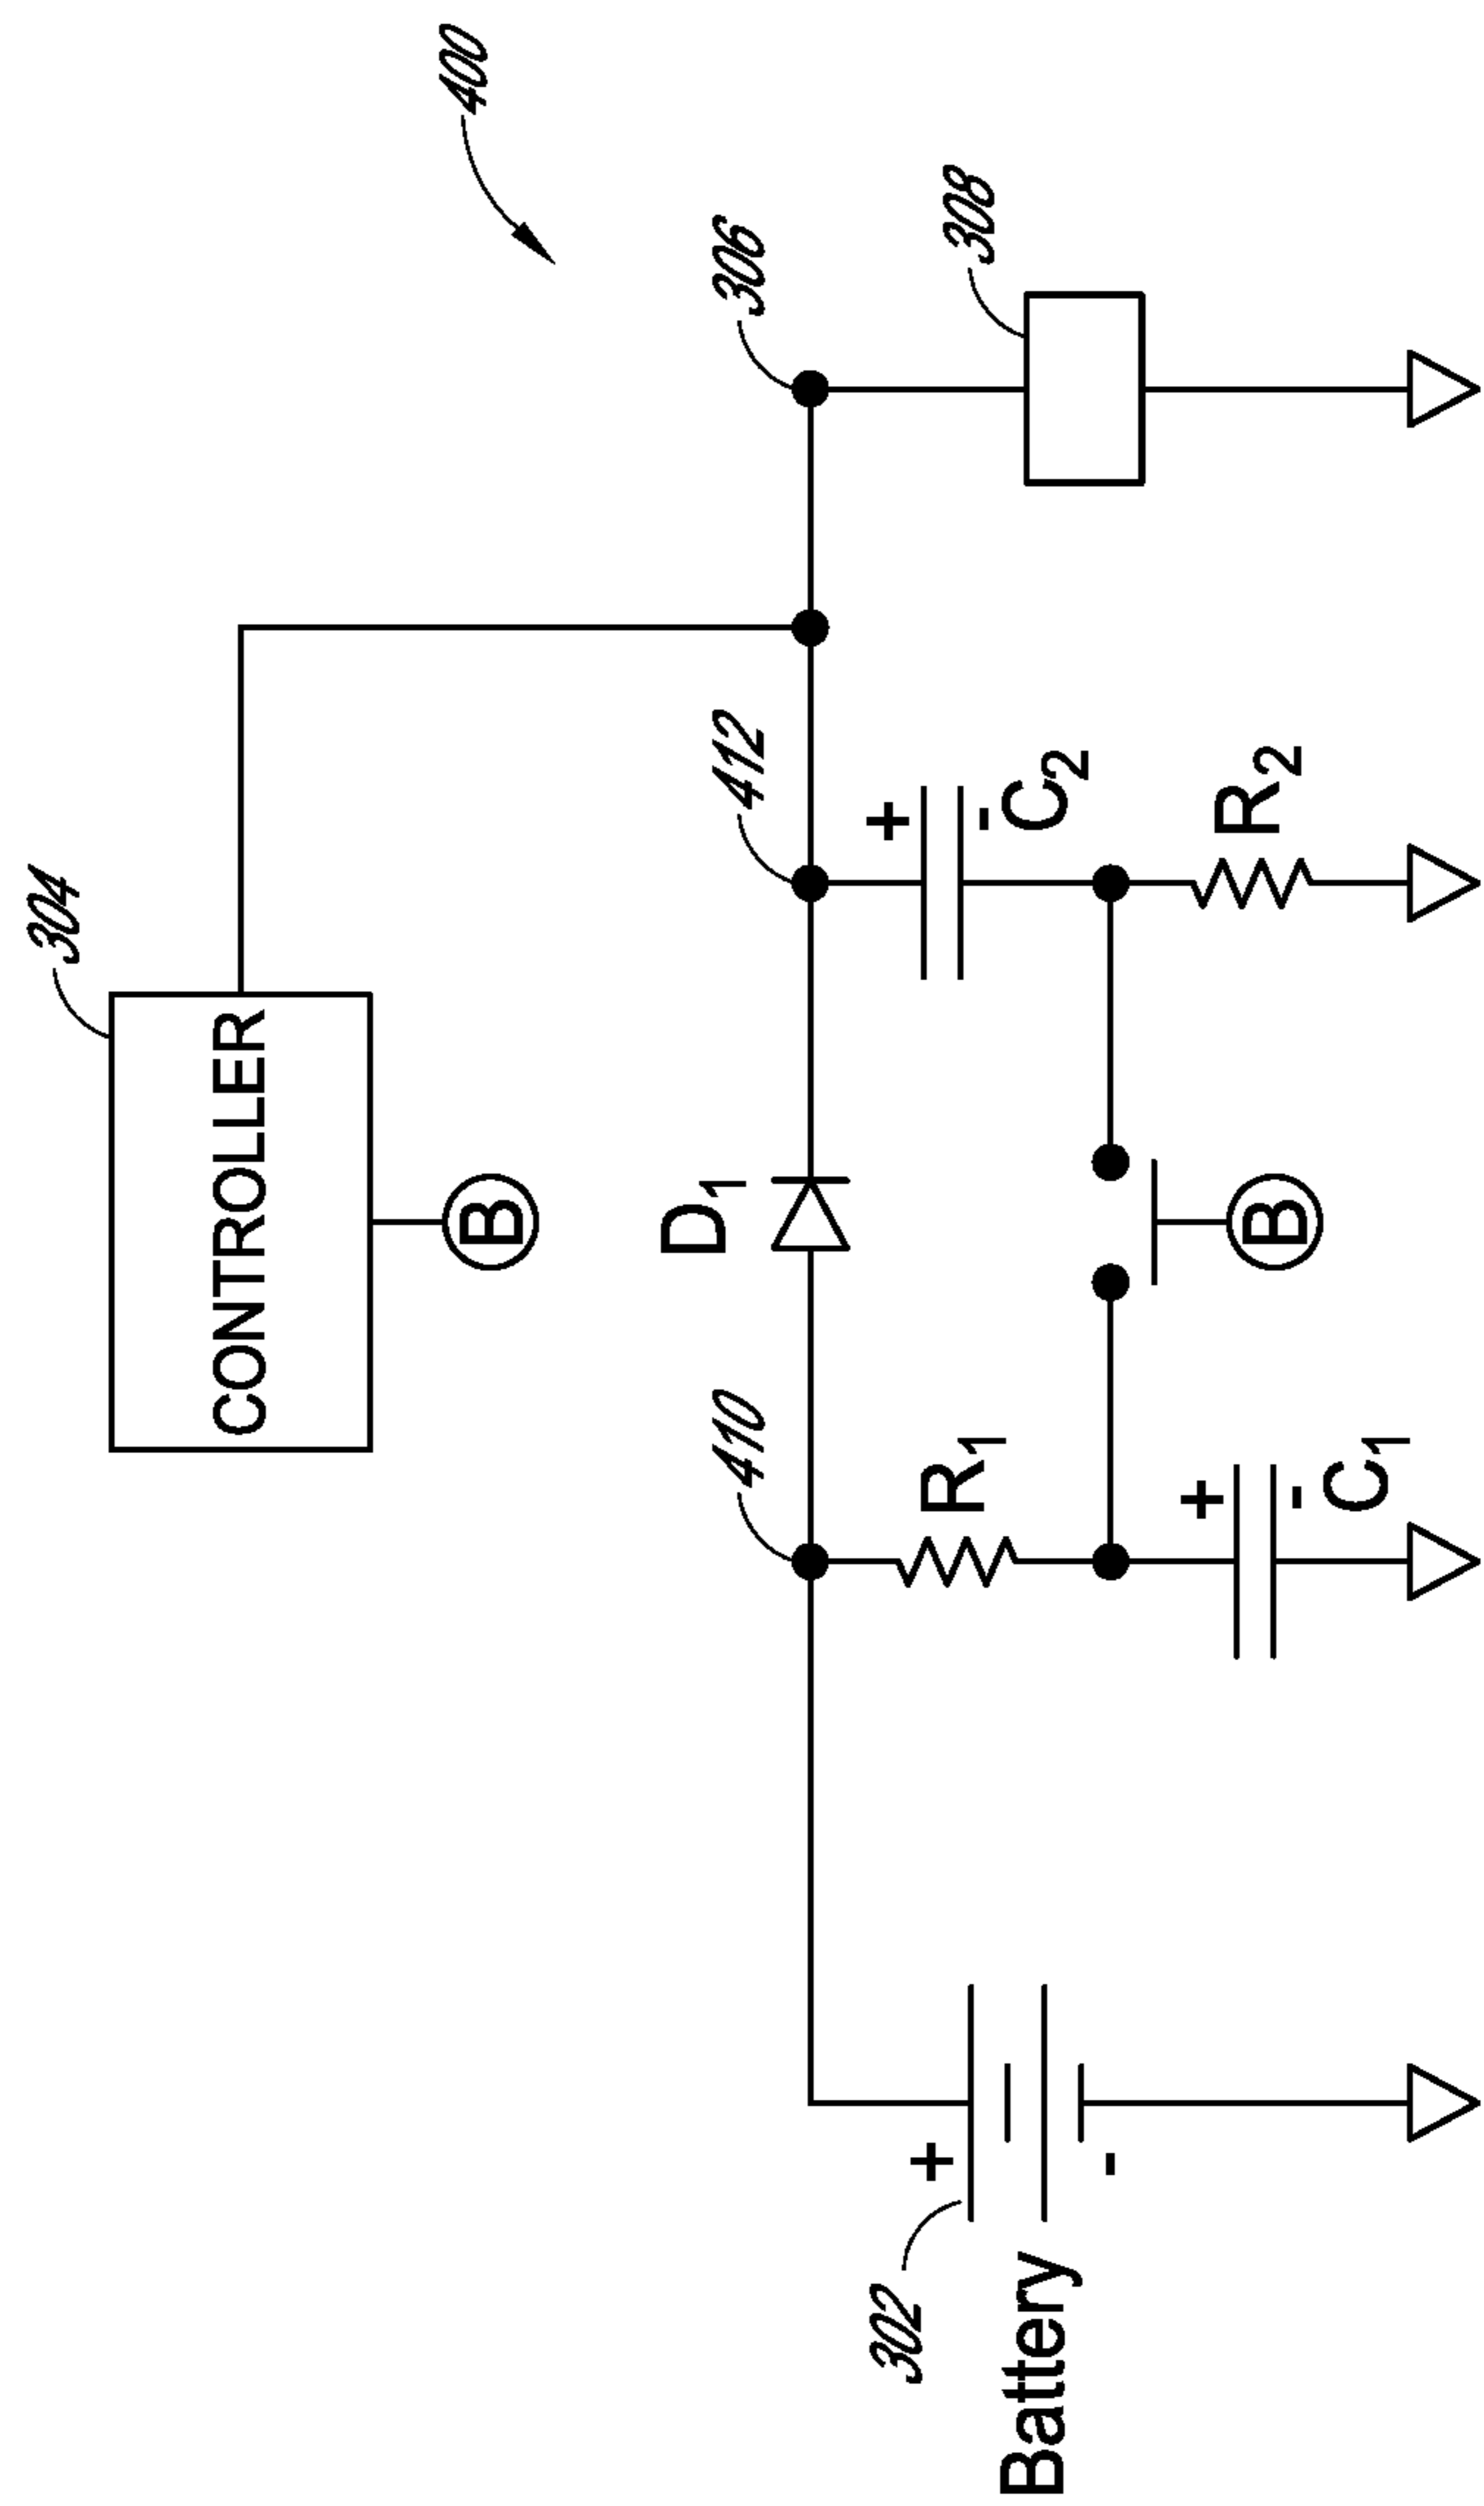 400
304
CONTROLLER
B
306
412
D1
410
308
+
-
C2
R2
R1
B
+
-
C1
302
+
-
Battery